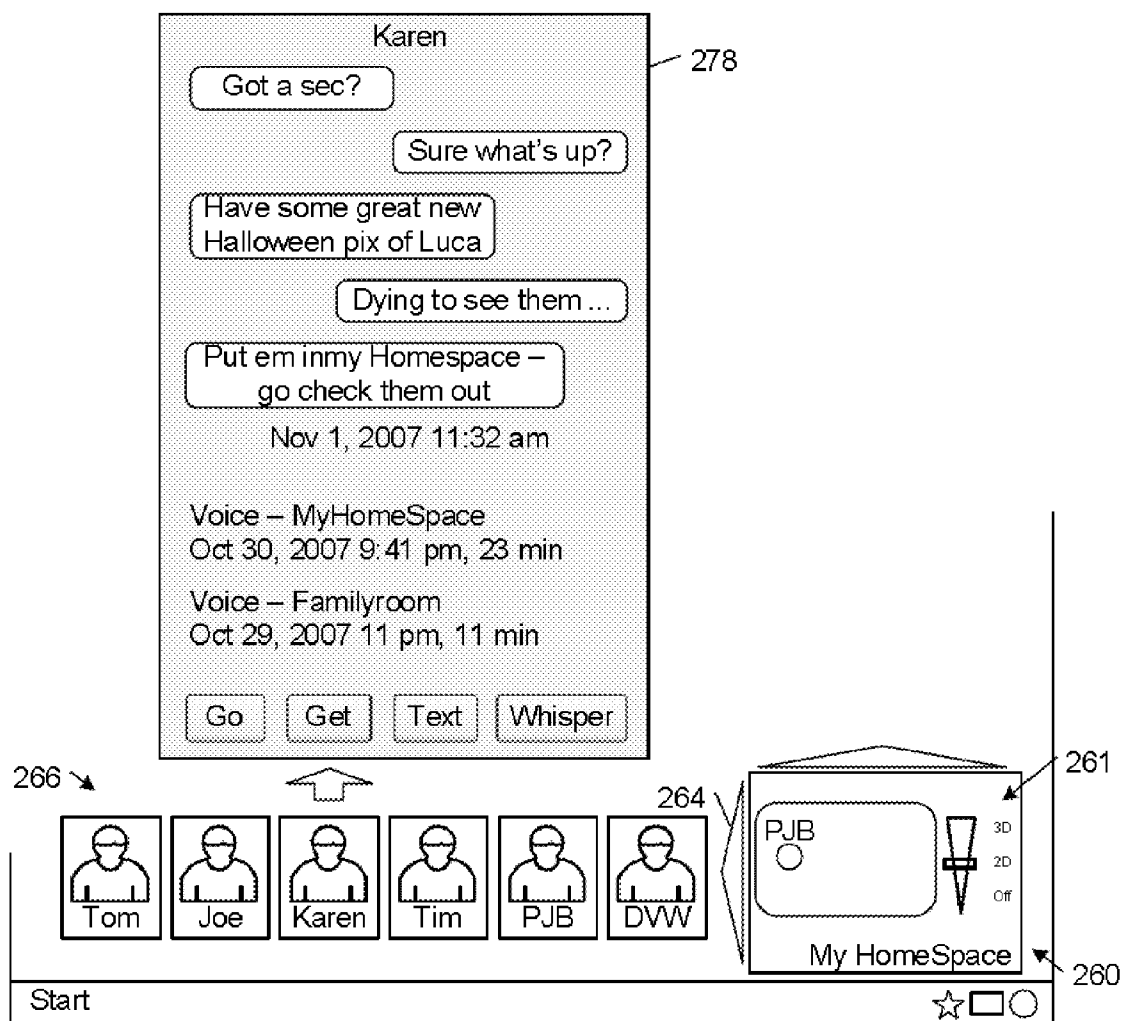 Karen
278
Got a sec?
Sure what's up?
Have some great new
Halloween pix of Luca
Dying to see them ...
Put em inmy Homespace –
go check them out
Nov 1, 2007 11:32 am
Voice – MyHomeSpace
Oct 30, 2007 9:41 pm, 23 min
Voice – Familyroom
Oct 29, 2007 11 pm, 11 min
Go Get Text Whisper
266
264
261
Tom Joe Karen Tim PJB DVW
PJB
3D
2D
Off
My HomeSpace
260
Start